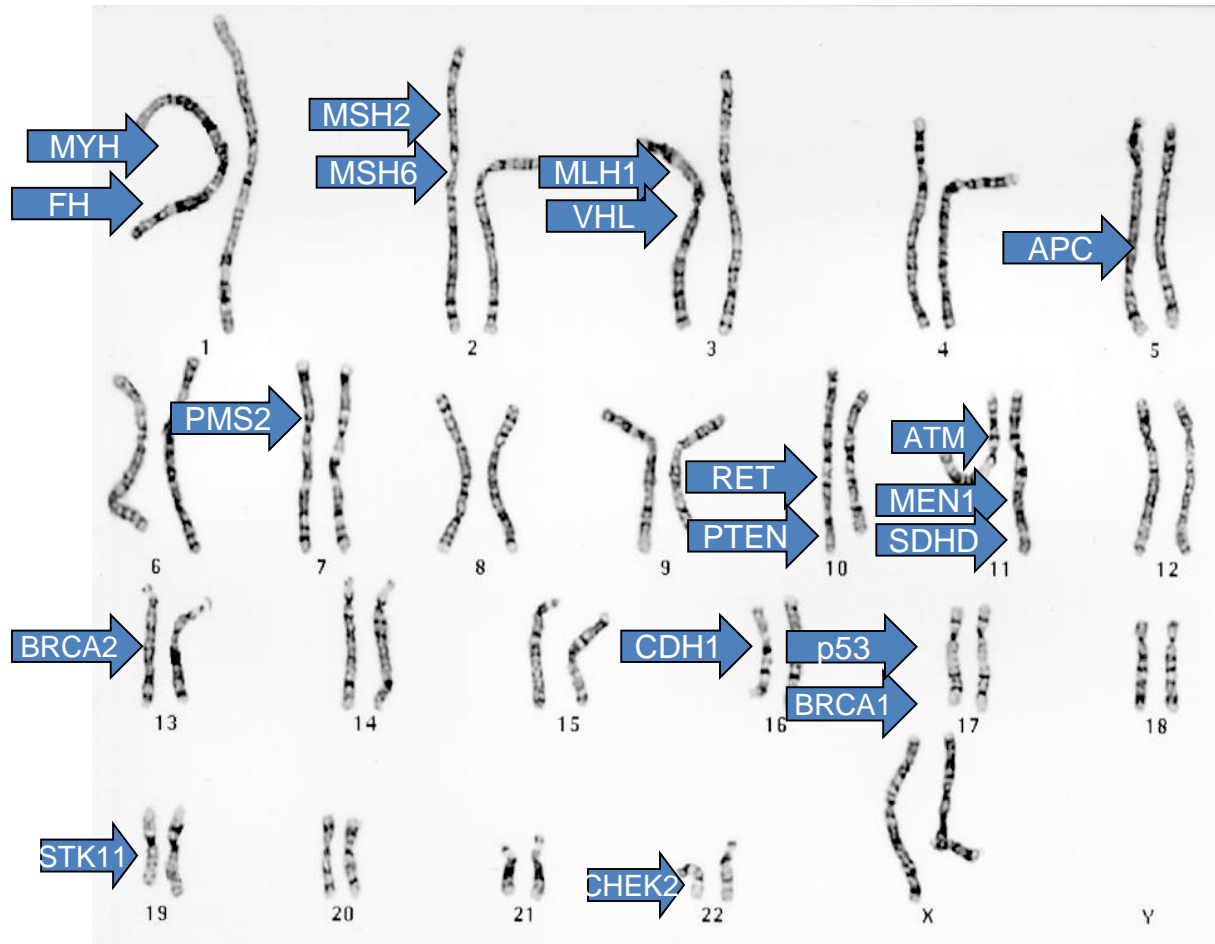 MYH
FH
MSH2
MSH6
MLH1
VHL
APC
1
2
3
4
5
PMS2
RET
PTEN
ATM
MEN1
SDHD
6
7
8
9
10
11
12
BRCA2
CDH1
p53
BRCA1
13
14
15
16
17
18
STK11
CHEK2
19
20
21
22
X
Y